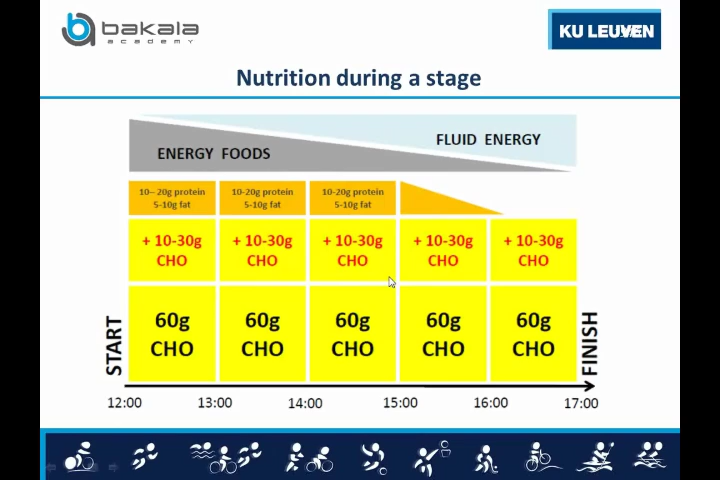 bakala
academy
KU LEUVEN
Nutrition during a stage
FLUID ENERGY
ENERGY FOODS
10– 20g protein
5-10g fat
10-20g protein
5-10g fat
10-20g protein
5-10g fat
+ 10-30g
CHO
+ 10-30g
CHO
+ 10-30g
CHO
+ 10-30g
CHO
+ 10-30g
CHO
START
60g
CHO
60g
CHO
60g
CHO
60g
CHO
60g
CHO
FINISH
12:00
13:00
14:00
15:00
16:00
17:00